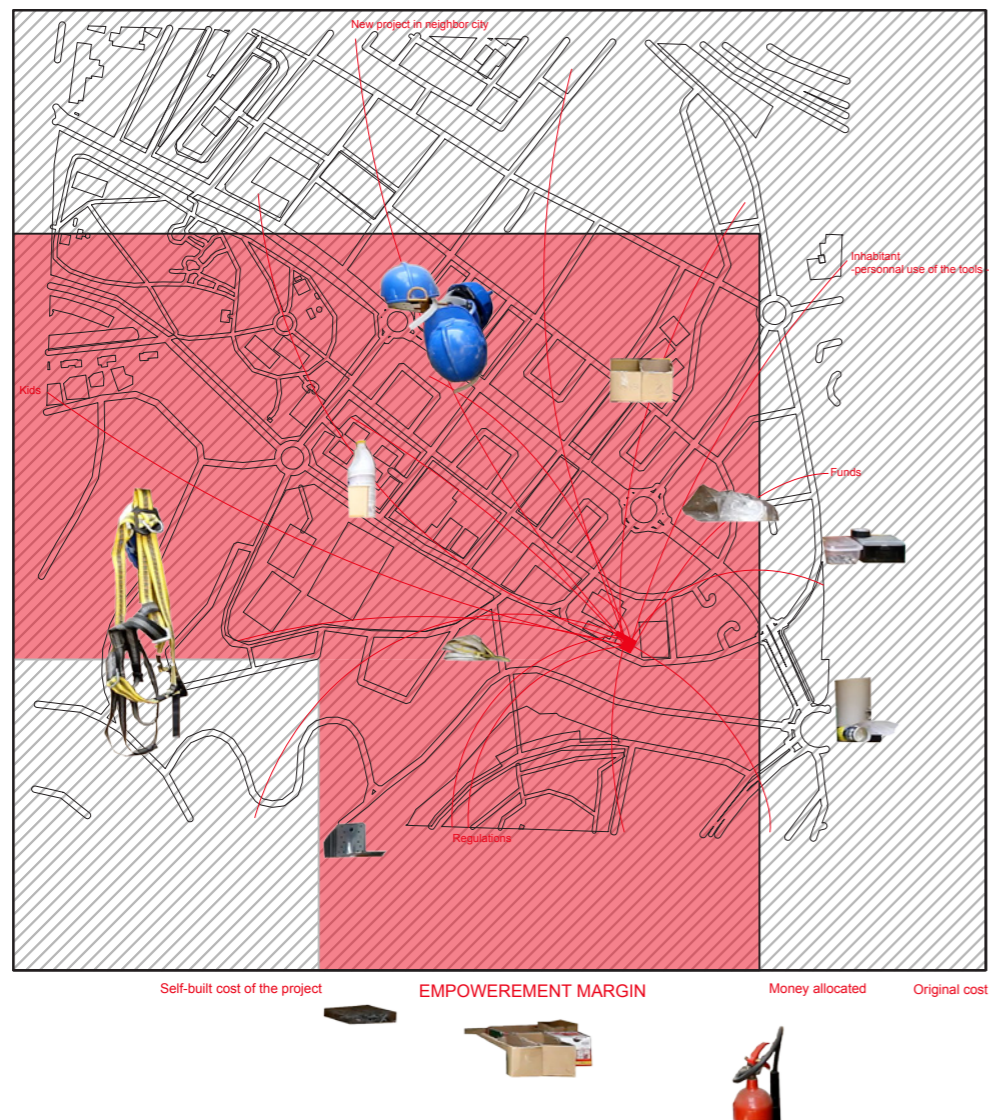 New project in neighbor city
Inhabitant
-personnal use of the tools-
Kids
Funds
Regulations
Self-built cost of the project
EMPOWEREMENT MARGIN
Money allocated
Original cost